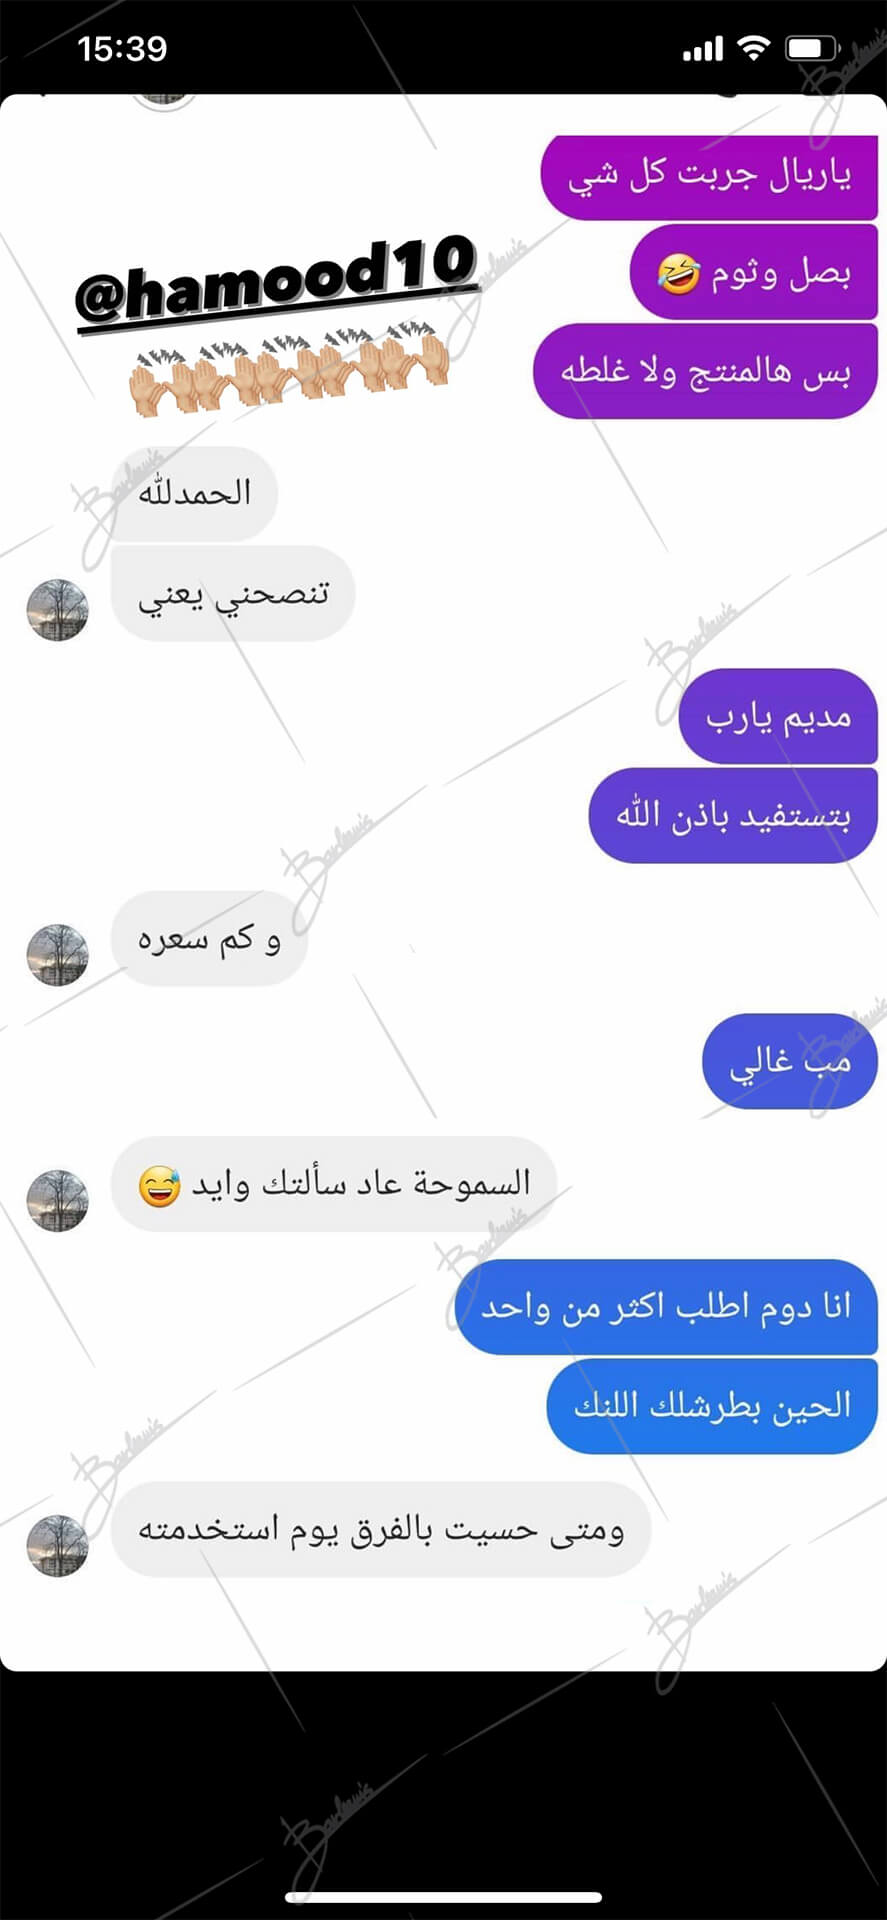 15:39
ياريال جربت كل شي
بصل وثوم 🤣
@hamood10
بس هالمنتج ولا غلطه
الحمدلله
تنصحني يعني
مديم يارب
بتستفيد باذن الله
و كم سعره
مب غالي
السموحة عاد سألتك وايد 😅
انا دوم اطلب اكثر من واحد
الحين بطرشلك اللنك
ومتى حسيت بالفرق يوم استخدمته